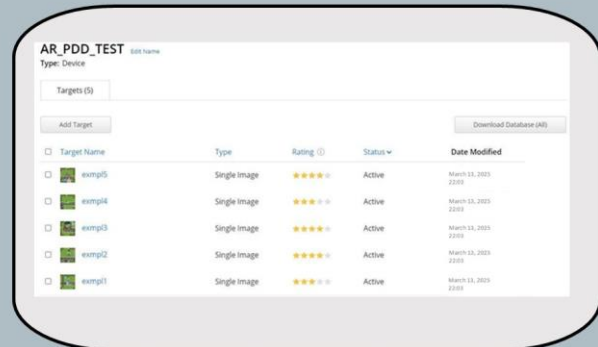 AR_PDD_TEST Edit Name
Type: Device
Targets (5)
Add Target Download Database (All)
Target Name Type Rating Status Date Modified
exmpl5 Single Image Active March 13, 2025
22:03
exmpl4 Single Image Active March 13, 2025
22:03
exmpl3 Single Image Active March 13, 2025
22:03
exmpl2 Single Image Active March 13, 2025
22:03
exmpl1 Single Image Active March 13, 2025
22:03